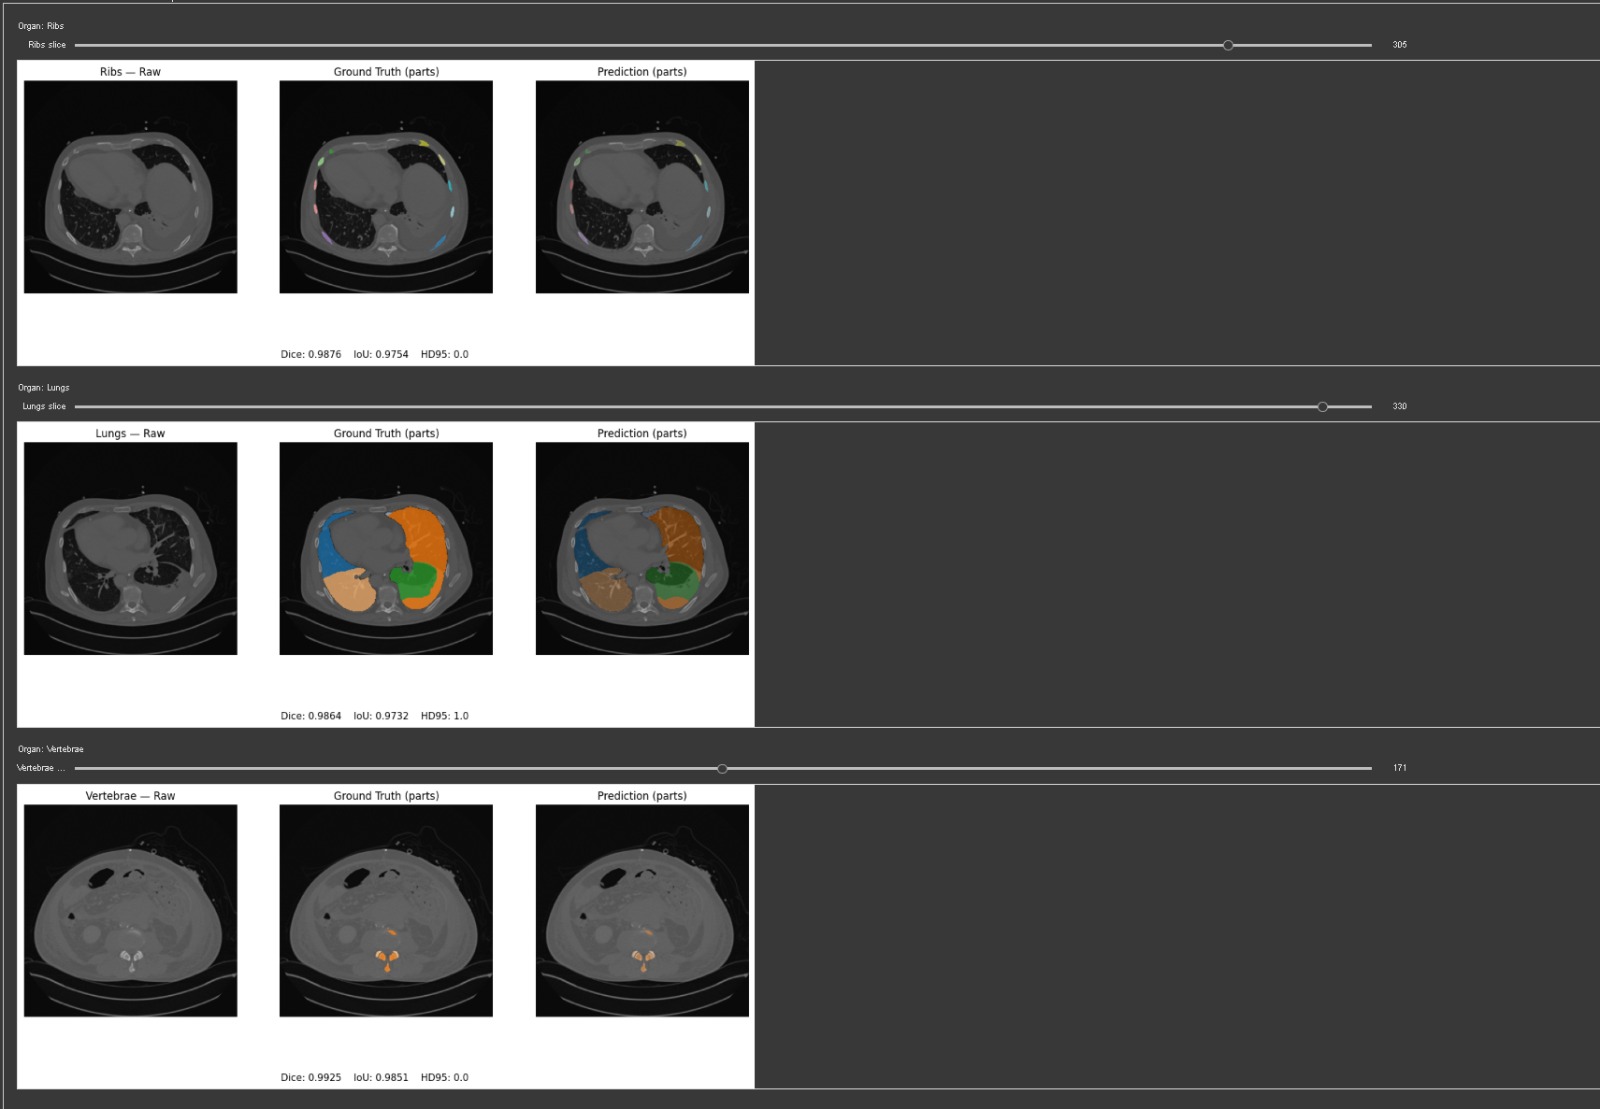 Organ: Ribs
Ribs slice 305
Ribs — Raw Ground Truth (parts) Prediction (parts)
Dice: 0.9876 IoU: 0.9754 HD95: 0.0
Organ: Lungs
Lungs slice 330
Lungs — Raw Ground Truth (parts) Prediction (parts)
Dice: 0.9864 IoU: 0.9732 HD95: 1.0
Organ: Vertebrae
Vertebrae ... 171
Vertebrae — Raw Ground Truth (parts) Prediction (parts)
Dice: 0.9925 IoU: 0.9851 HD95: 0.0